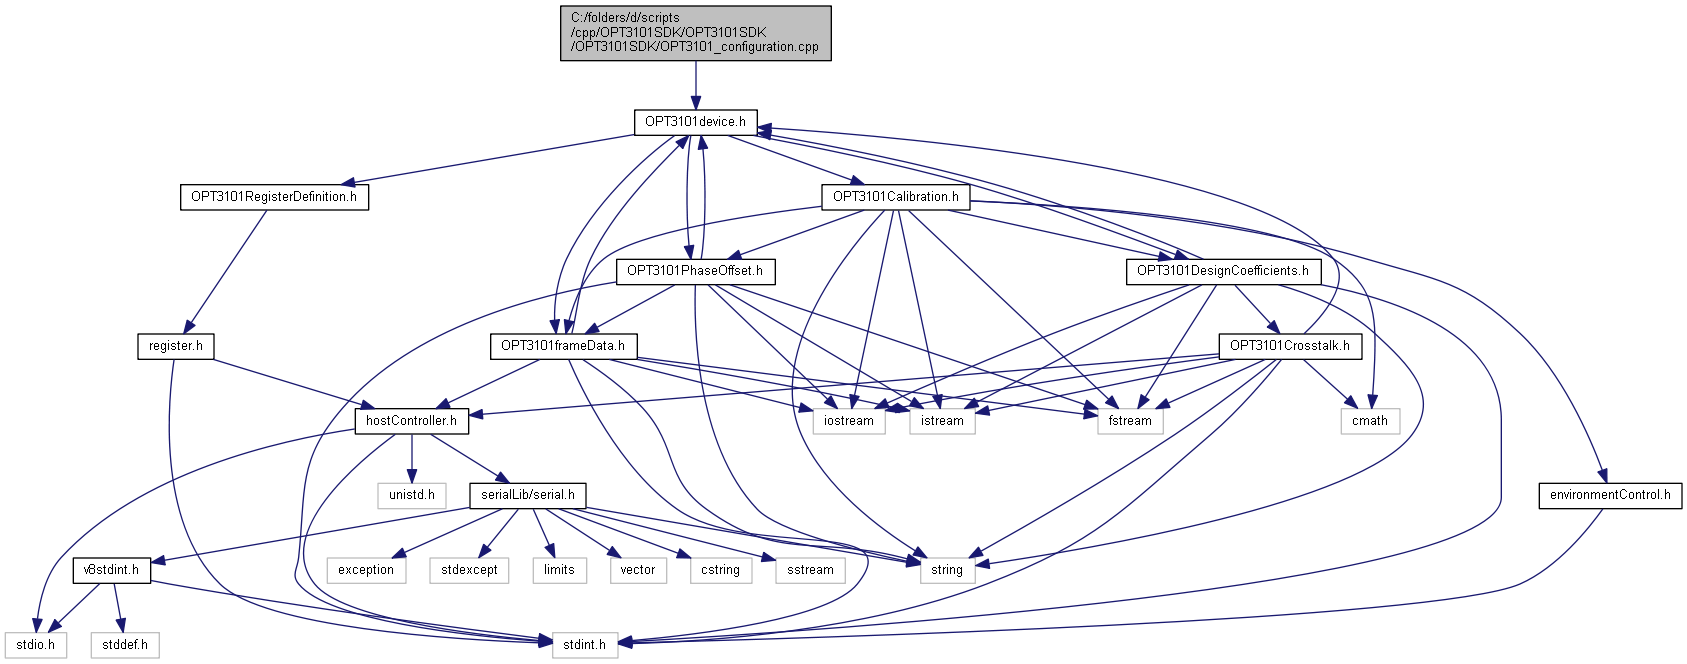 C:/folders/d/scripts
/cpp/OPT3101SDK/OPT3101SDK
/OPT3101SDK/OPT3101_configuration.cpp
OPT3101device.h
OPT3101RegisterDefinition.h
OPT3101Calibration.h
OPT3101PhaseOffset.h
OPT3101DesignCoefficients.h
register.h
OPT3101frameData.h
OPT3101Crosstalk.h
hostController.h
iostream
istream
fstream
cmath
unistd.h
serialLib/serial.h
environmentControl.h
v8stdint.h
exception
stdexcept
limits
vector
cstring
sstream
string
stdio.h
stddef.h
stdint.h